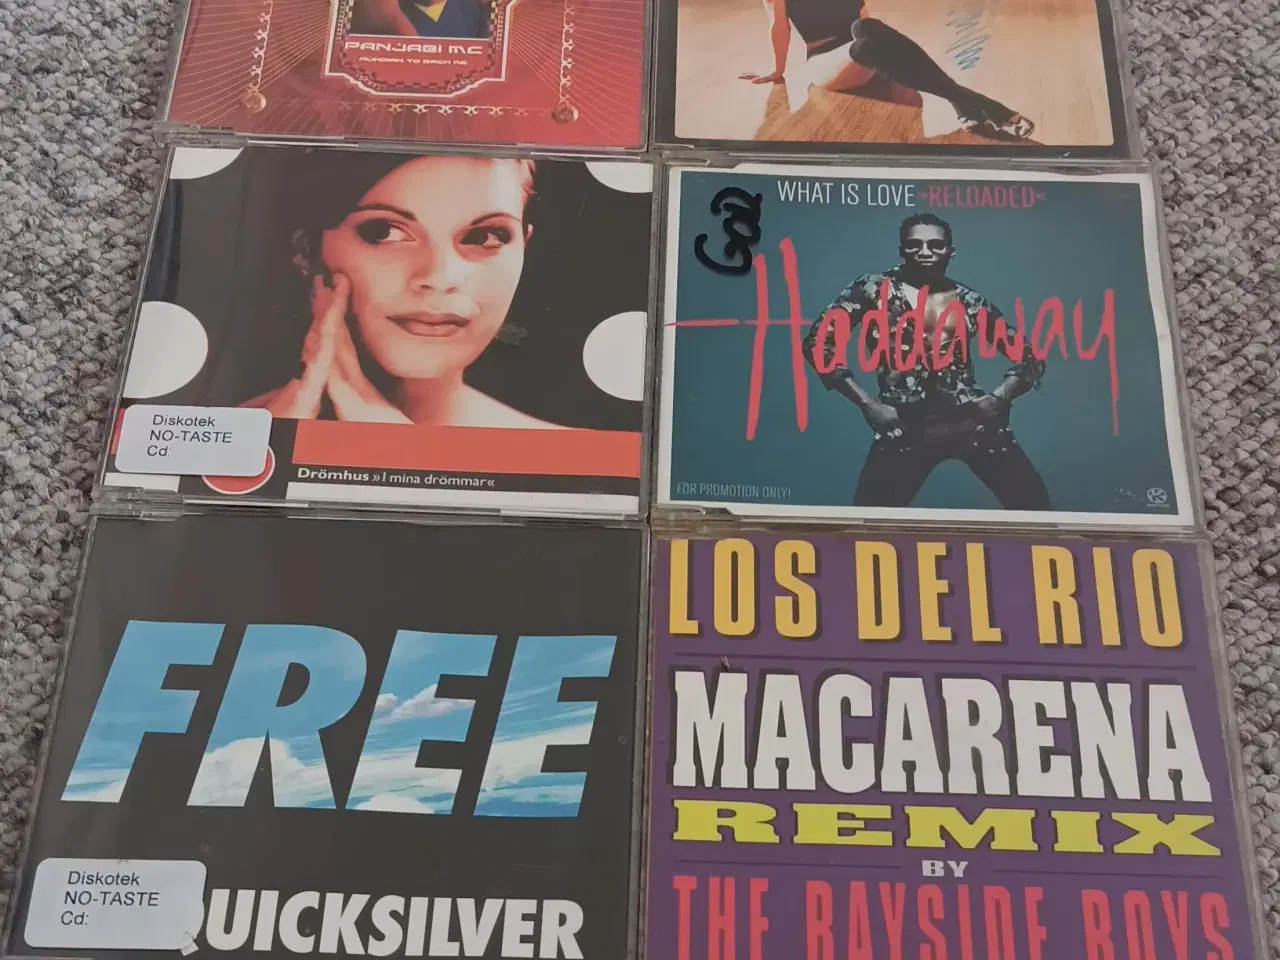 PANJABI MC
MUNDIAN TO BACH KE
WHAT IS LOVE »RELOADED«
Haddaway
FOR PROMOTION ONLY!
Diskotek
NO-TASTE
Cd:
Drömhus » I mina drömmar«
FREE
QUICKSILVER
Diskotek
NO-TASTE
Cd:
LOS DEL RIO
MACARENA
REMIX
BY
THE BAYSIDE BOYS